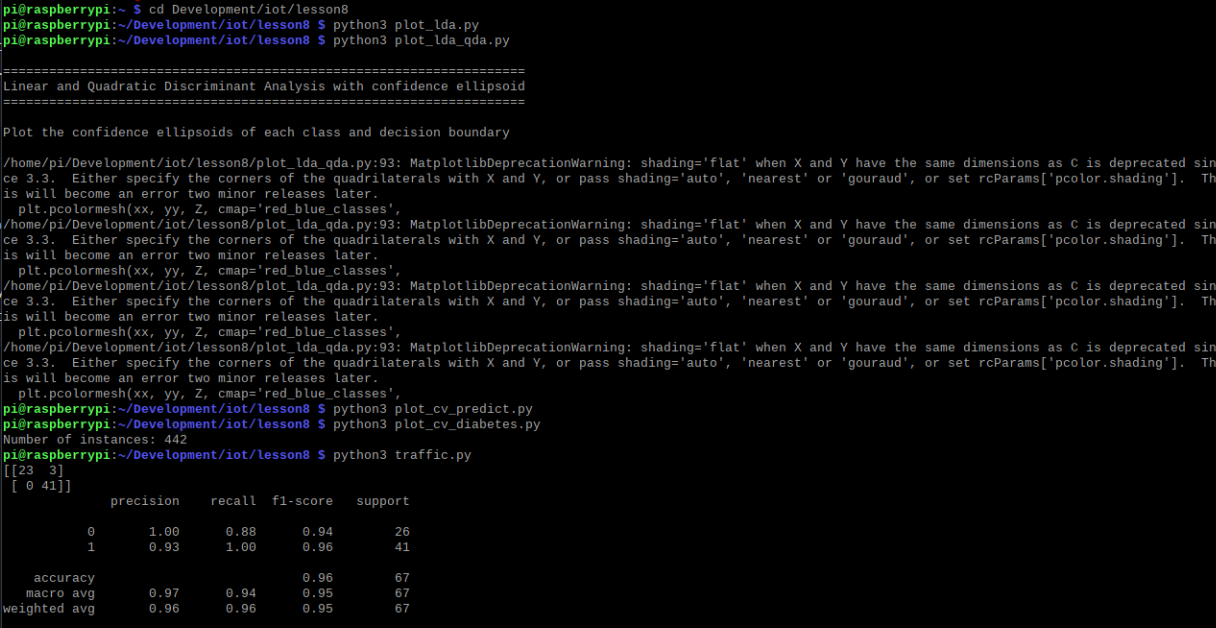 pi@raspberrypi:~ $ cd Development/iot/lesson8
pi@raspberrypi:~/Development/iot/lesson8 $ python3 plot_lda.py
pi@raspberrypi:~/Development/iot/lesson8 $ python3 plot_lda_qda.py
====================================================================
Linear and Quadratic Discriminant Analysis with confidence ellipsoid
====================================================================
Plot the confidence ellipsoids of each class and decision boundary
/home/pi/Development/iot/lesson8/plot_lda_qda.py:93: MatplotlibDeprecationWarning: shading='flat' when X and Y have the same dimensions as C is deprecated sin
ce 3.3.  Either specify the corners of the quadrilaterals with X and Y, or pass shading='auto', 'nearest' or 'gouraud', or set rcParams['pcolor.shading'].  Th
is will become an error two minor releases later.
  plt.pcolormesh(xx, yy, Z, cmap='red_blue_classes',
/home/pi/Development/iot/lesson8/plot_lda_qda.py:93: MatplotlibDeprecationWarning: shading='flat' when X and Y have the same dimensions as C is deprecated sin
ce 3.3.  Either specify the corners of the quadrilaterals with X and Y, or pass shading='auto', 'nearest' or 'gouraud', or set rcParams['pcolor.shading'].  Th
is will become an error two minor releases later.
  plt.pcolormesh(xx, yy, Z, cmap='red_blue_classes',
/home/pi/Development/iot/lesson8/plot_lda_qda.py:93: MatplotlibDeprecationWarning: shading='flat' when X and Y have the same dimensions as C is deprecated sin
ce 3.3.  Either specify the corners of the quadrilaterals with X and Y, or pass shading='auto', 'nearest' or 'gouraud', or set rcParams['pcolor.shading'].  Th
is will become an error two minor releases later.
  plt.pcolormesh(xx, yy, Z, cmap='red_blue_classes',
/home/pi/Development/iot/lesson8/plot_lda_qda.py:93: MatplotlibDeprecationWarning: shading='flat' when X and Y have the same dimensions as C is deprecated sin
ce 3.3.  Either specify the corners of the quadrilaterals with X and Y, or pass shading='auto', 'nearest' or 'gouraud', or set rcParams['pcolor.shading'].  Th
is will become an error two minor releases later.
  plt.pcolormesh(xx, yy, Z, cmap='red_blue_classes',
pi@raspberrypi:~/Development/iot/lesson8 $ python3 plot_cv_predict.py
pi@raspberrypi:~/Development/iot/lesson8 $ python3 plot_cv_diabetes.py
Number of instances: 442
pi@raspberrypi:~/Development/iot/lesson8 $ python3 traffic.py
[[23  3]
 [ 0 41]]
              precision    recall  f1-score   support
           0       1.00      0.88      0.94        26
           1       0.93      1.00      0.96        41
    accuracy                           0.96        67
   macro avg       0.97      0.94      0.95        67
weighted avg       0.96      0.96      0.95        67